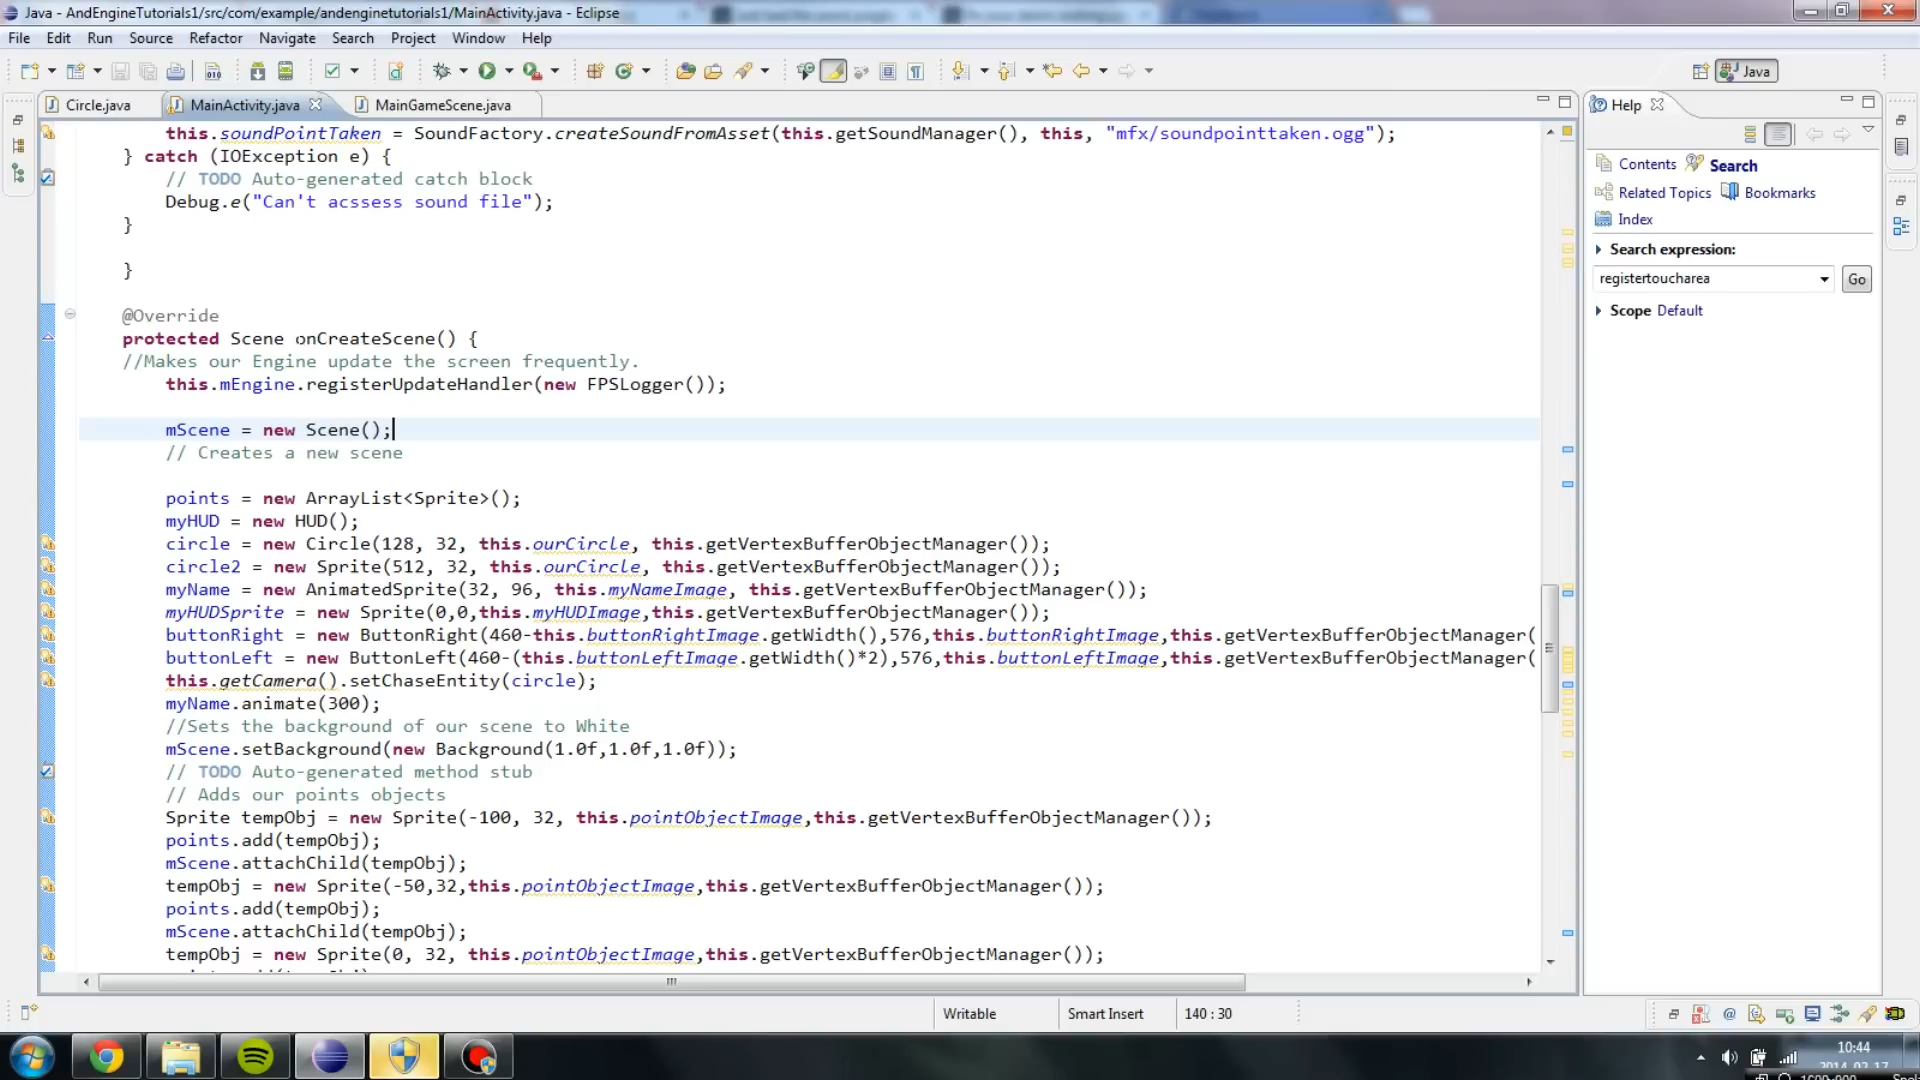 Java - AndEngineTutorials1/src/com/example/andenginetutorials1/MainActivity.java - Eclipse
File Edit Run Source Refactor Navigate Search Project Window Help
Java
Circle.java MainActivity.java MainGameScene.java
Help
this.soundPointTaken = SoundFactory.createSoundFromAsset(this.getSoundManager(), this, "mfx/soundpointtaken.ogg");
} catch (IOException e) {
// TODO Auto-generated catch block
Debug.e("Can't acssess sound file");
}
}
@Override
protected Scene onCreateScene() {
//Makes our Engine update the screen frequently.
this.mEngine.registerUpdateHandler(new FPSLogger());
mScene = new Scene();
// Creates a new scene
points = new ArrayList<Sprite>();
myHUD = new HUD();
circle = new Circle(128, 32, this.ourCircle, this.getVertexBufferObjectManager());
circle2 = new Sprite(512, 32, this.ourCircle, this.getVertexBufferObjectManager());
myName = new AnimatedSprite(32, 96, this.myNameImage, this.getVertexBufferObjectManager());
myHUDSprite = new Sprite(0,0,this.myHUDImage,this.getVertexBufferObjectManager());
buttonRight = new ButtonRight(460-this.buttonRightImage.getWidth(),576,this.buttonRightImage,this.getVertexBufferObjectManager(
buttonLeft = new ButtonLeft(460-(this.buttonLeftImage.getWidth()*2),576,this.buttonLeftImage,this.getVertexBufferObjectManager(
this.getCamera().setChaseEntity(circle);
myName.animate(300);
//Sets the background of our scene to White
mScene.setBackground(new Background(1.0f,1.0f,1.0f));
// TODO Auto-generated method stub
// Adds our points objects
Sprite tempObj = new Sprite(-100, 32, this.pointObjectImage,this.getVertexBufferObjectManager());
points.add(tempObj);
mScene.attachChild(tempObj);
tempObj = new Sprite(-50,32,this.pointObjectImage,this.getVertexBufferObjectManager());
points.add(tempObj);
mScene.attachChild(tempObj);
tempObj = new Sprite(0, 32, this.pointObjectImage,this.getVertexBufferObjectManager());
Contents Search
Related Topics Bookmarks
Index
Search expression:
registertoucharea Go
Scope Default
Writable Smart Insert 140 : 30
10:44